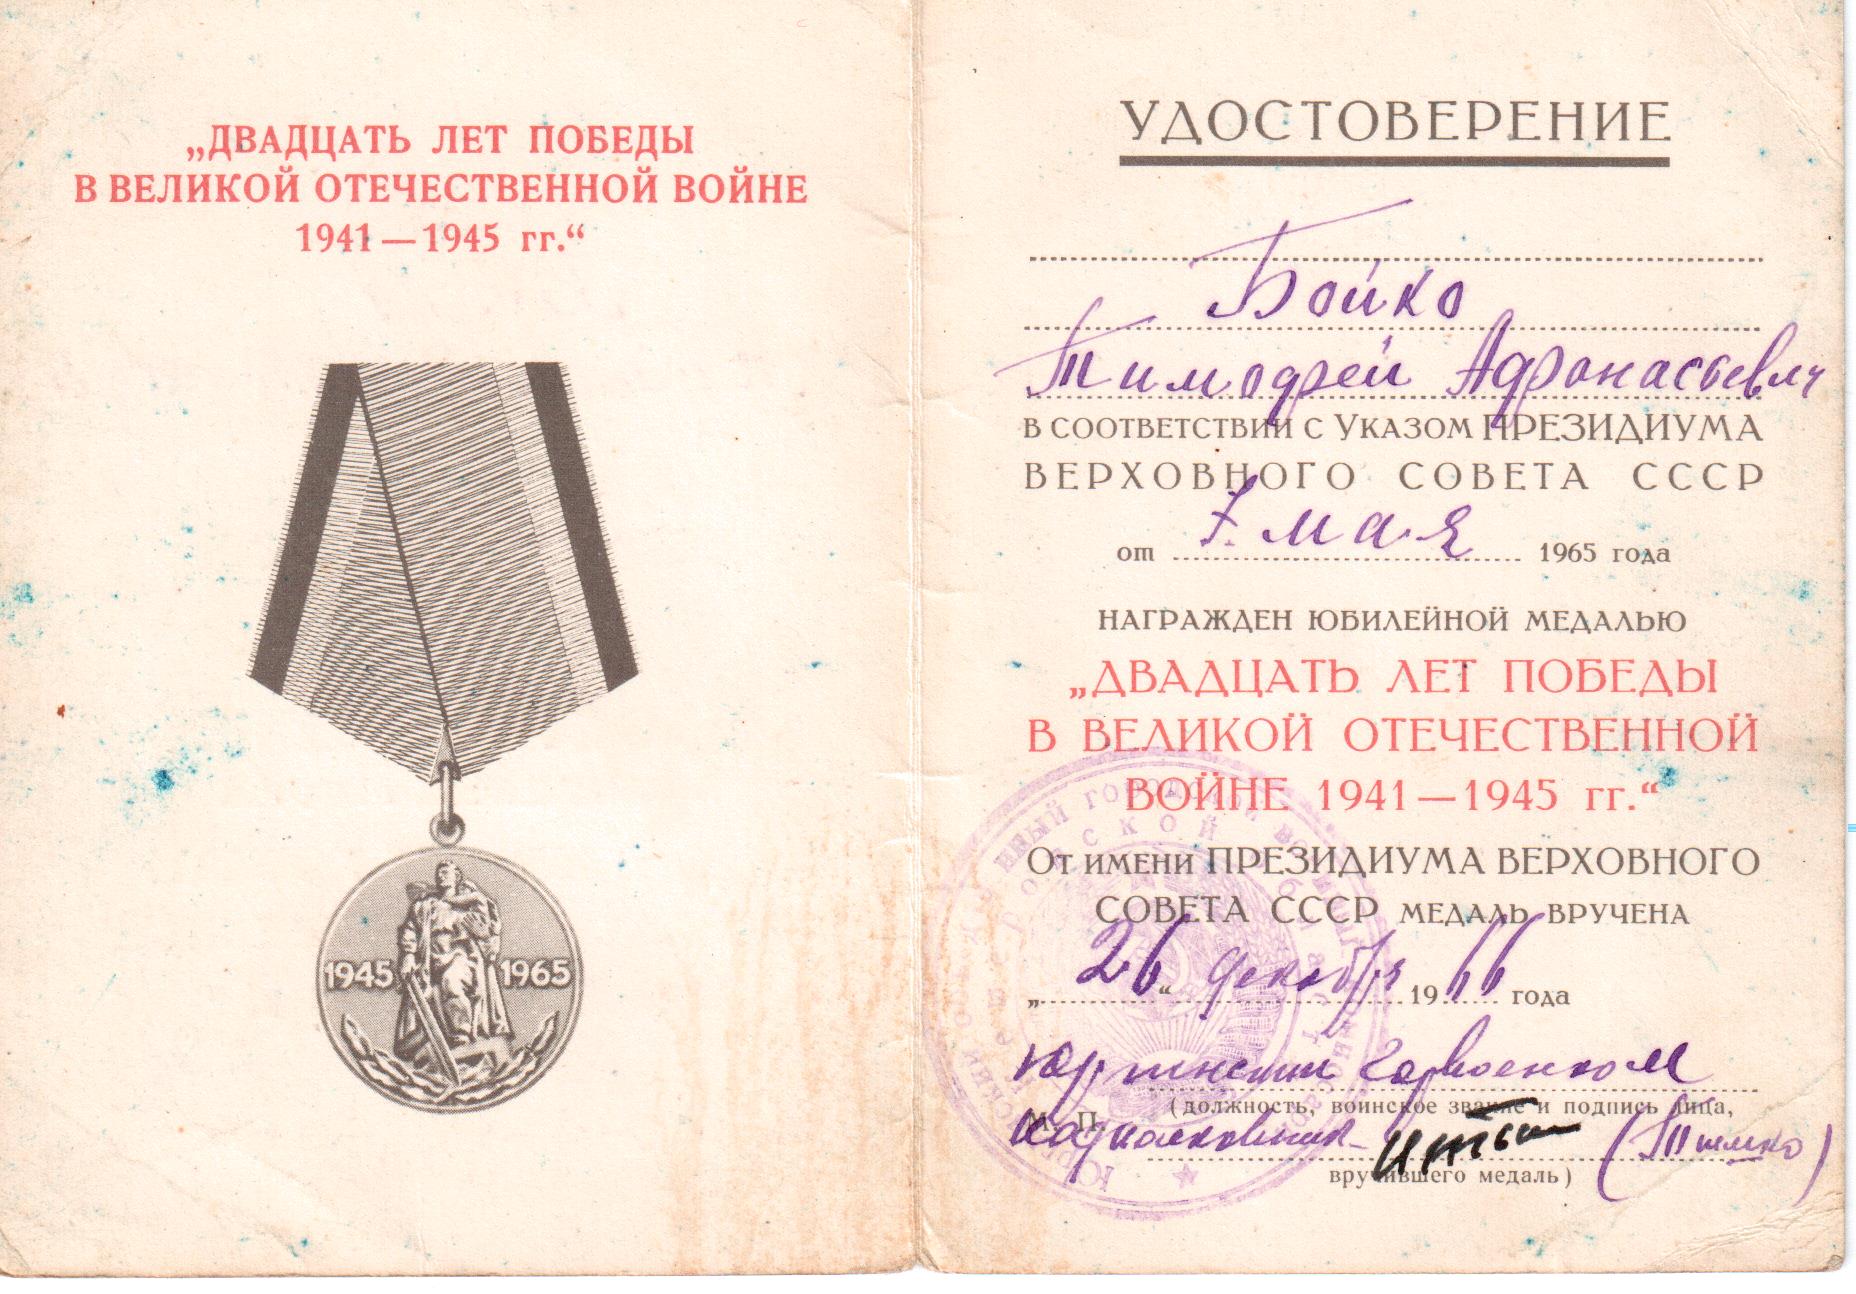 „ДВАДЦАТЬ ЛЕТ ПОБЕДЫ
В ВЕЛИКОЙ ОТЕЧЕСТВЕННОЙ ВОЙНЕ
1941—1945 гг.“
1945 1965
УДОСТОВЕРЕНИЕ
Бойко
Тимофей Афанасьевич
В СООТВЕТСТВИИ С УКАЗОМ ПРЕЗИДИУМА
ВЕРХОВНОГО СОВЕТА СССР
от 7 мая 1965 года
НАГРАЖДЕН ЮБИЛЕЙНОЙ МЕДАЛЬЮ
„ДВАДЦАТЬ ЛЕТ ПОБЕДЫ
В ВЕЛИКОЙ ОТЕЧЕСТВЕННОЙ
ВОЙНЕ 1941—1945 гг.“
ОТ ИМЕНИ ПРЕЗИДИУМА ВЕРХОВНОГО
СОВЕТА СССР МЕДАЛЬ ВРУЧЕНА
„26“ декабря 1966 года
Юргинский горвоенком
М. П. (должность, воинское звание и подпись лица,
подполковник
вручившего медаль)